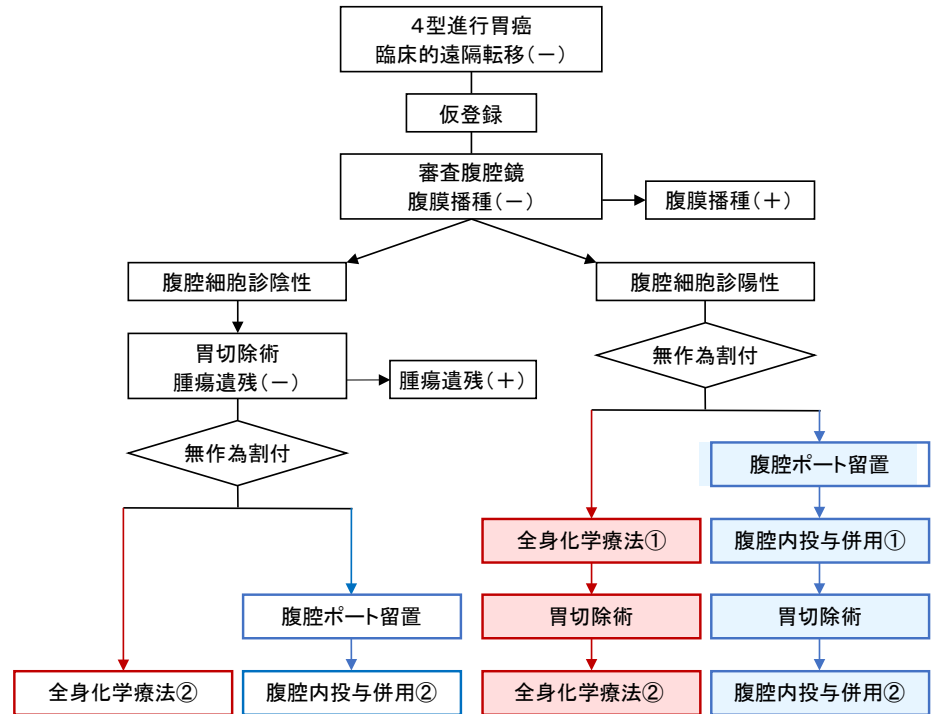 ４型進行胃癌
臨床的遠隔転移(－)
仮登録
審査腹腔鏡
腹膜播種(－)
腹膜播種(＋)
腹腔細胞診陰性
腹腔細胞診陽性
胃切除術
腫瘍遺残(－)
腫瘍遺残(＋)
無作為割付
無作為割付
腹腔ポート留置
全身化学療法①
腹腔内投与併用①
腹腔ポート留置
胃切除術
胃切除術
全身化学療法②
腹腔内投与併用②
全身化学療法②
腹腔内投与併用②